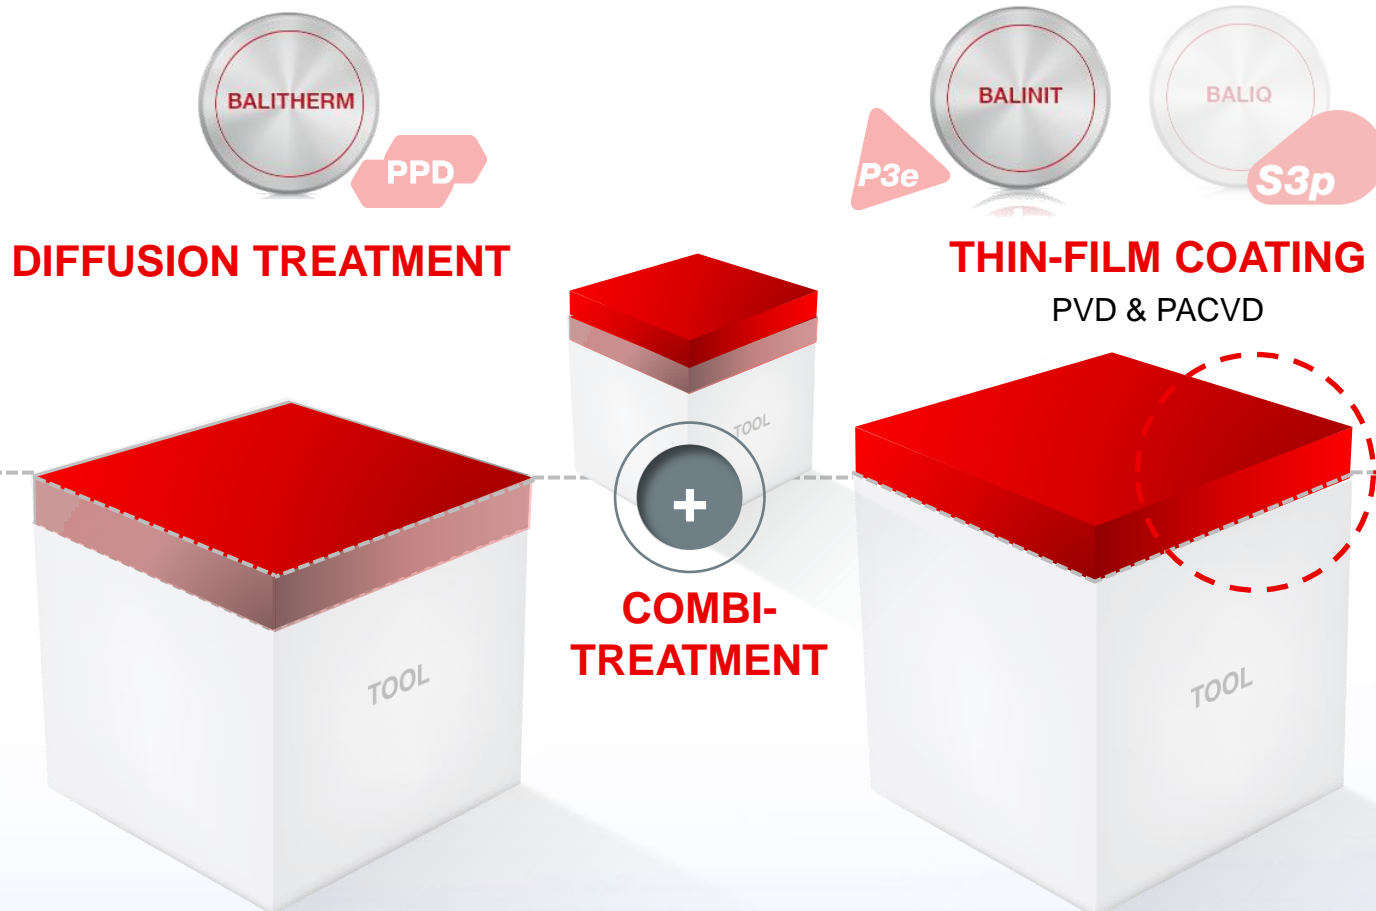 BALITHERM
PPD
DIFFUSION TREATMENT
BALINIT
BALIQ
P3e
S3p
THIN-FILM COATING
PVD & PACVD
TOOL
+
COMBI-
TREATMENT
TOOL
TOOL